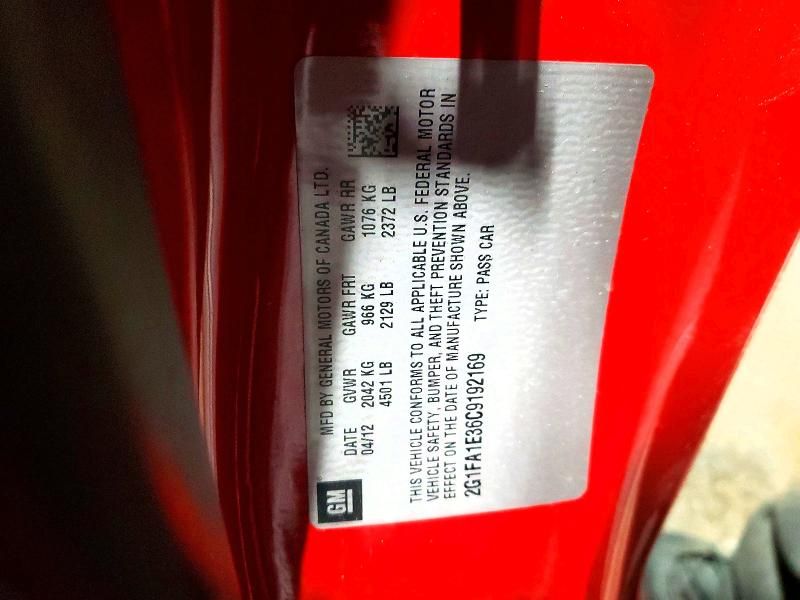 GM
MFD BY GENERAL MOTORS OF CANADA LTD.
DATE GVWR GAWR FRT GAWR RR
04/12 2042 KG 966 KG 1076 KG
4501 LB 2129 LB 2372 LB
THIS VEHICLE CONFORMS TO ALL APPLICABLE U.S. FEDERAL MOTOR
VEHICLE SAFETY, BUMPER, AND THEFT PREVENTION STANDARDS IN
EFFECT ON THE DATE OF MANUFACTURE SHOWN ABOVE.
2G1FA1E36C9192169 TYPE: PASS CAR